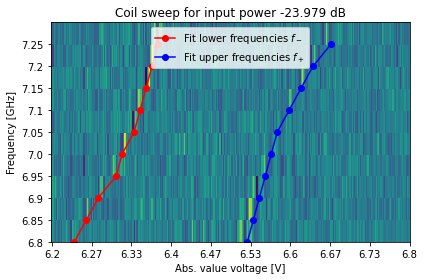 Coil sweep for input power -23.979 dB
Fit lower frequencies f₋
Fit upper frequencies f₊
Frequency [GHz]
7.25
7.2
7.15
7.1
7.05
7.0
6.95
6.9
6.85
6.8
6.2 6.27 6.33 6.4 6.47 6.53 6.6 6.67 6.73 6.8
Abs. value voltage [V]